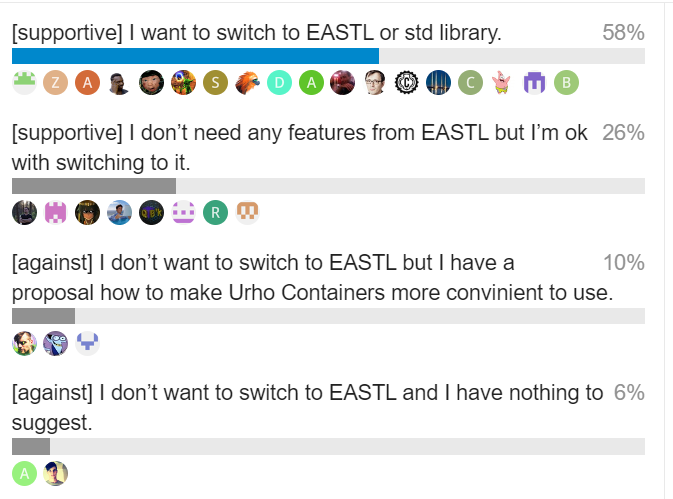 [supportive] I want to switch to EASTL or std library. 58%
Z A S D A C C B
[supportive] I don’t need any features from EASTL but I’m ok 26%
with switching to it.
R
[against] I don’t want to switch to EASTL but I have a 10%
proposal how to make Urho Containers more convinient to use.
[against] I don’t want to switch to EASTL and I have nothing to 6%
suggest.
A